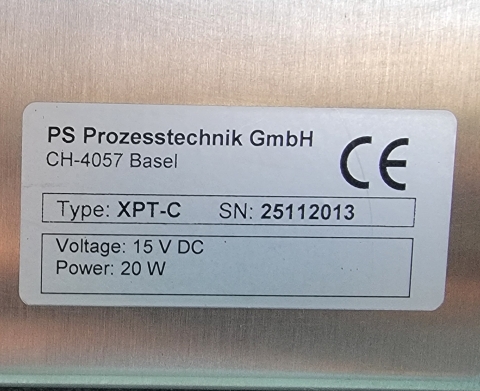 PS Prozesstechnik GmbH
CH-4057 Basel
CE
Type: XPT-C SN: 25112013
Voltage: 15 V DC
Power: 20 W